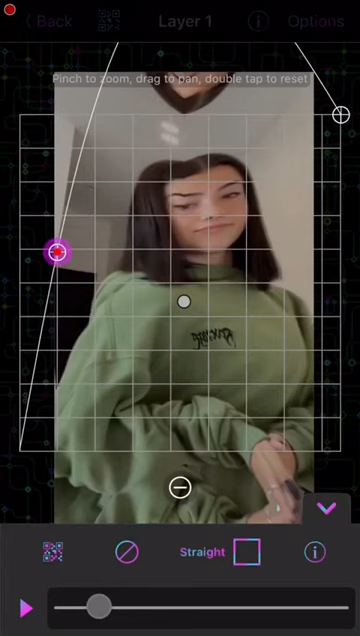 Back
Layer 1
Options
Pinch to zoom, drag to pan, double tap to reset
Straight